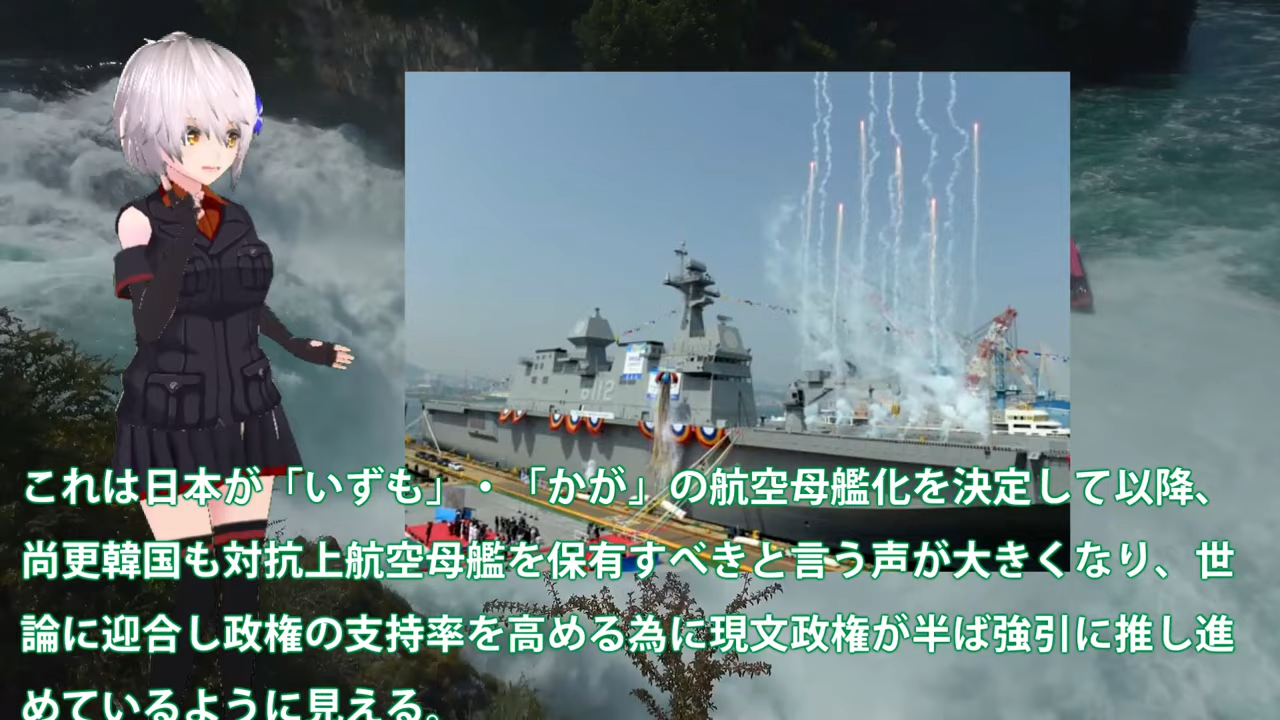 6112
これは日本が「いずも」・「かが」の航空母艦化を決定して以降、
尚更韓国も対抗上航空母艦を保有すべきと言う声が大きくなり、世
論に迎合し政権の支持率を高める為に現文政権が半ば強引に推し進
めているように見える。